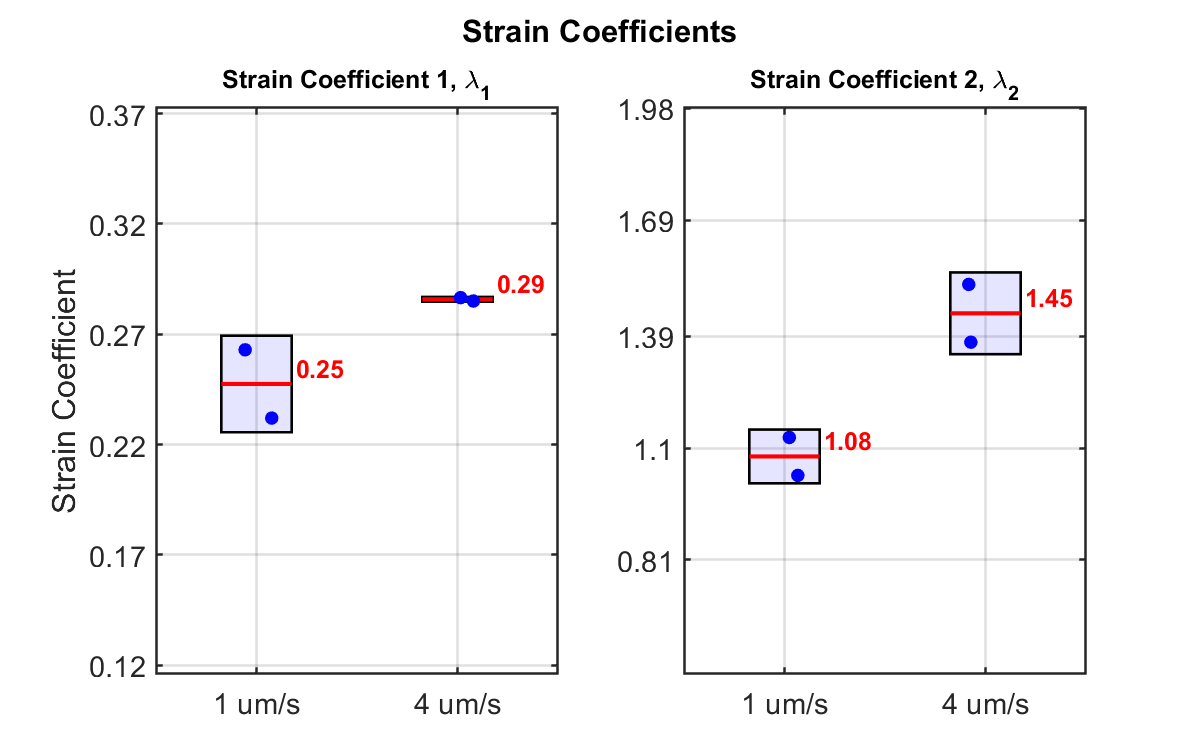 Strain Coefficients
Strain Coefficient 1, λ₁
Strain Coefficient
0.37
0.32
0.27
0.22
0.17
0.12
0.25
0.29
1 um/s
4 um/s
Strain Coefficient 2, λ₂
1.98
1.69
1.39
1.1
0.81
1.08
1.45
1 um/s
4 um/s